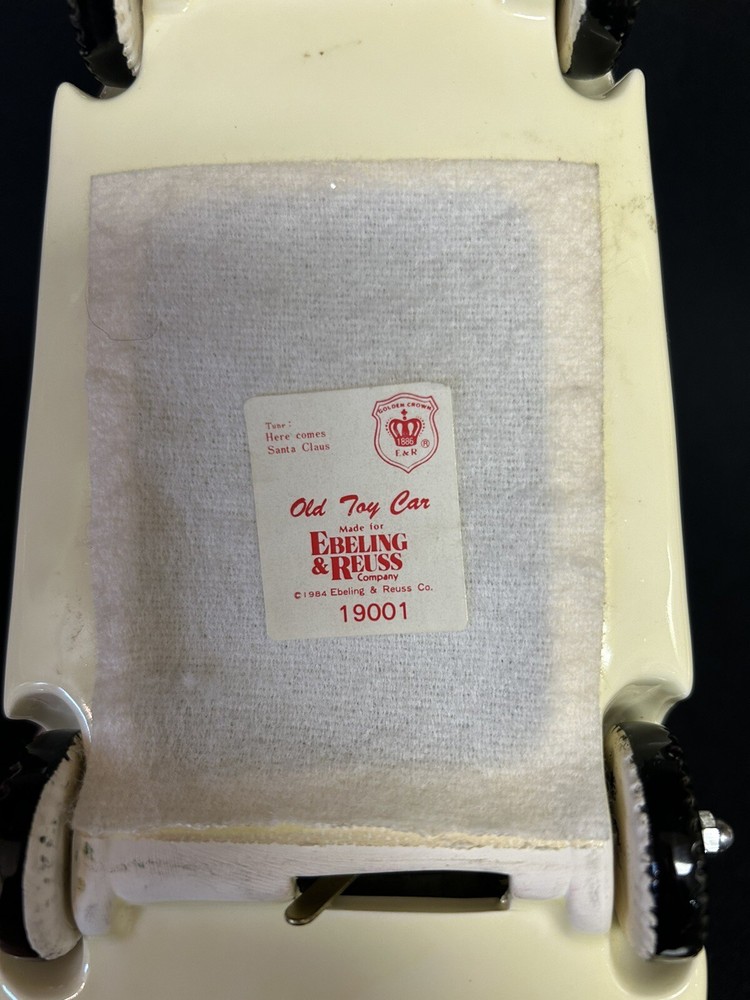 Tune:
Here comes
Santa Claus
GOLDEN CROWN
1886
®
E & R
Old Toy Car
Made for
EBELING
& REUSS
Company
© 1984 Ebeling & Reuss Co.
19001